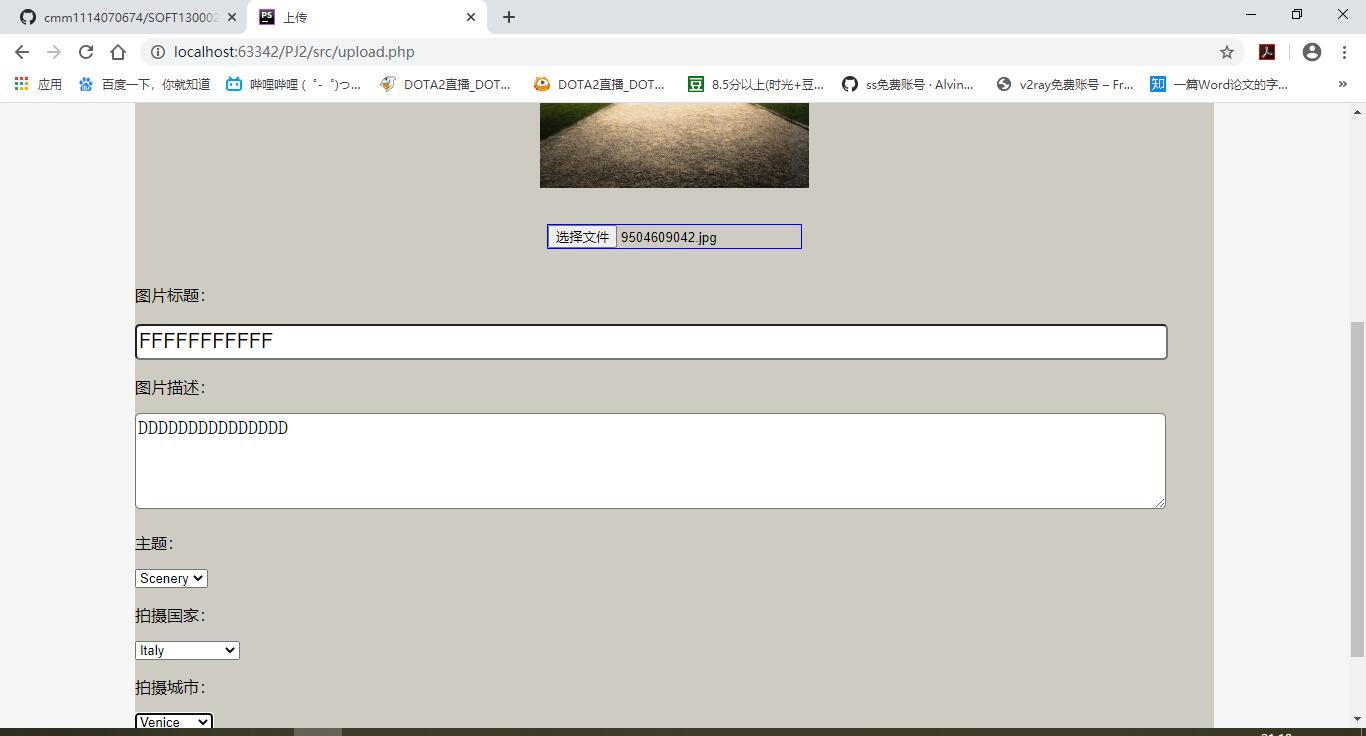 cmm1114070674/SOFT130002
上传
localhost:63342/PJ2/src/upload.php
应用
百度一下，你就知道
哔哩哔哩 (゜-゜)つ...
DOTA2直播_DOT...
DOTA2直播_DOT...
8.5分以上(时光+豆...
ss免费账号 · Alvin...
v2ray免费账号 – Fr...
知 一篇Word论文的字...
选择文件 9504609042.jpg
图片标题：
FFFFFFFFFFF
图片描述：
DDDDDDDDDDDDDDD
主题：
Scenery
拍摄国家：
Italy
拍摄城市：
Venice